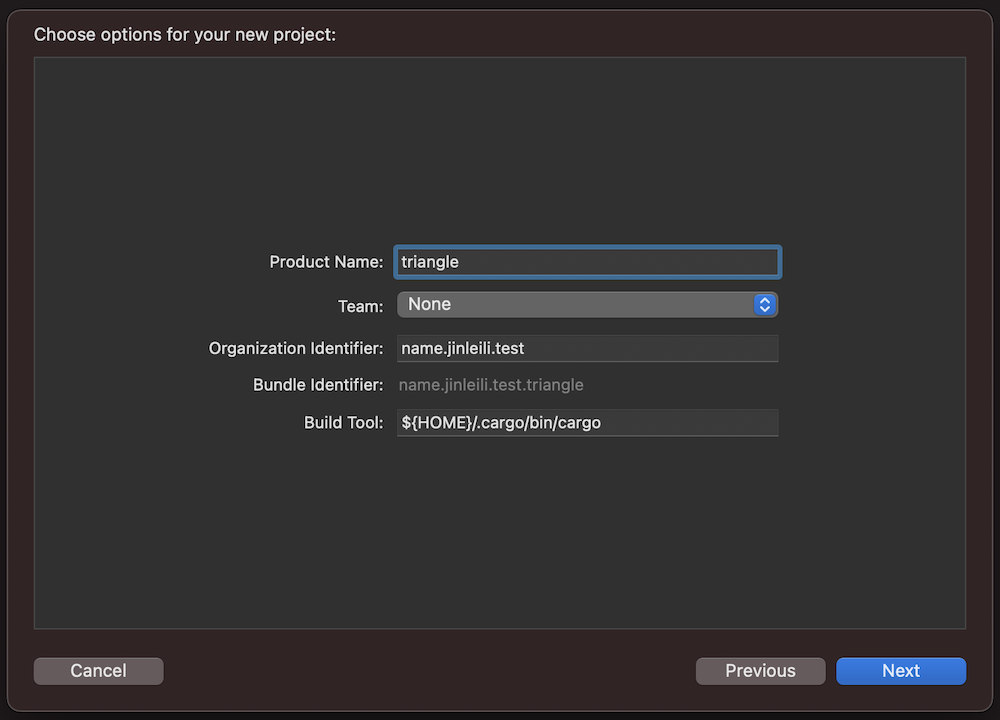 Choose options for your new project:
Product Name: triangle
Team: None
Organization Identifier: name.jinleili.test
Bundle Identifier: name.jinleili.test.triangle
Build Tool: ${HOME}/.cargo/bin/cargo
Cancel Previous Next